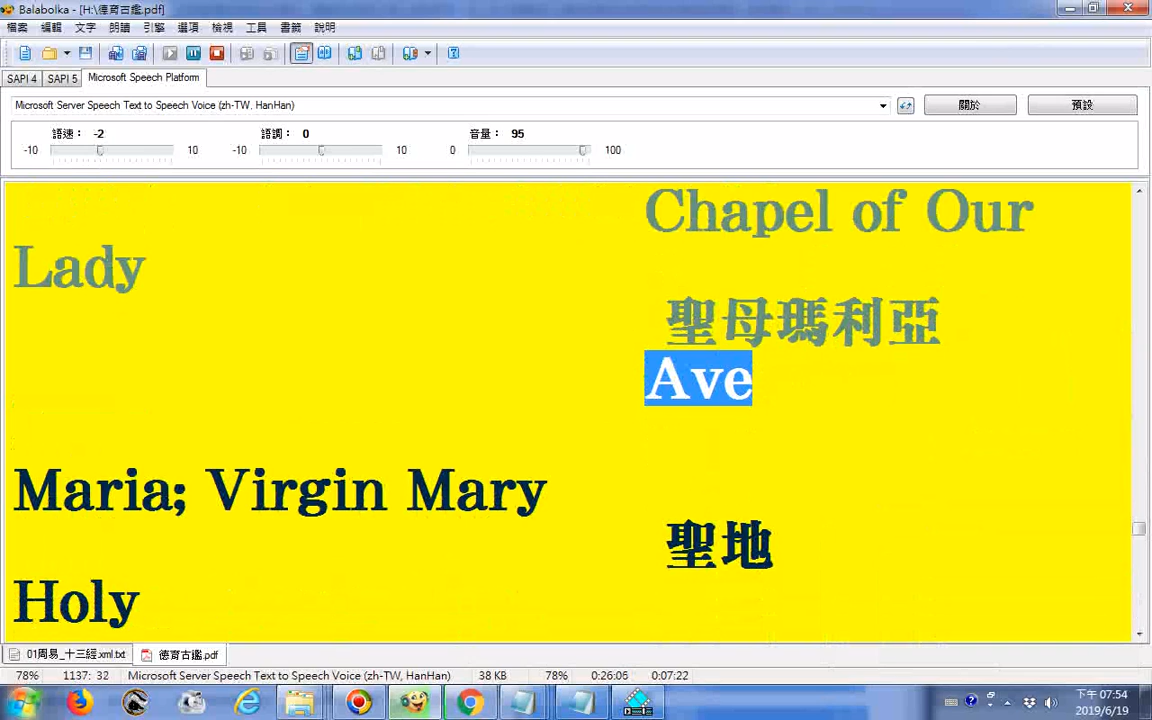 Balabolka - [H:\德育古鑑.pdf]
檔案 編輯 文字 朗讀 引擎 選項 檢視 工具 書籤 說明
SAPI 4 SAPI 5 Microsoft Speech Platform
Microsoft Server Speech Text to Speech Voice (zh-TW, HanHan) 關於 預設
語速： -2 語調： 0 音量： 95
-10 10 -10 10 0 100
Chapel of Our
Lady
聖母瑪利亞
Ave
Maria; Virgin Mary
聖地
Holy
01周易_十三經.xml.txt 德育古鑑.pdf
78% 1137: 32 Microsoft Server Speech Text to Speech Voice (zh-TW, HanHan) 38 KB 78% 0:26:06 0:07:22
下午 07:54
2019/6/19